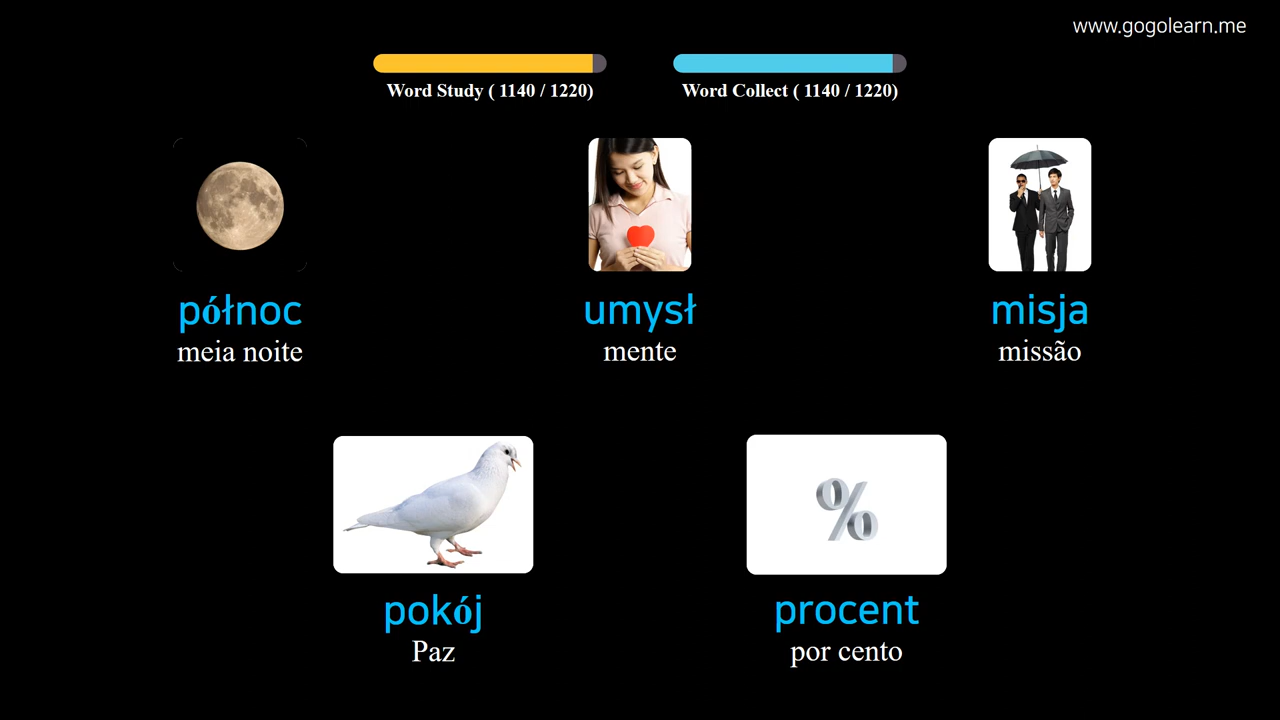 www.gogolearn.me
Word Study ( 1140 / 1220)
Word Collect ( 1140 / 1220)
północ
meia noite
umysł
mente
misja
missão
pokój
Paz
%
procent
por cento